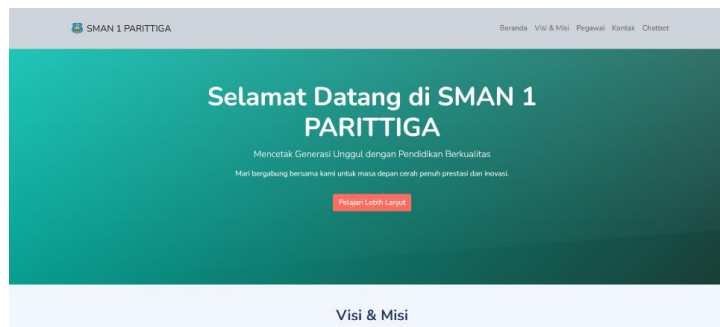 SMAN 1 PARITTIGA
Beranda Visi & Misi Pegawai Kontak Chatbot
Selamat Datang di SMAN 1
PARITTIGA
Mencetak Generasi Unggul dengan Pendidikan Berkualitas
Mari bergabung bersama kami untuk masa depan cerah penuh prestasi dan inovasi.
Pelajari Lebih Lanjut
Visi & Misi